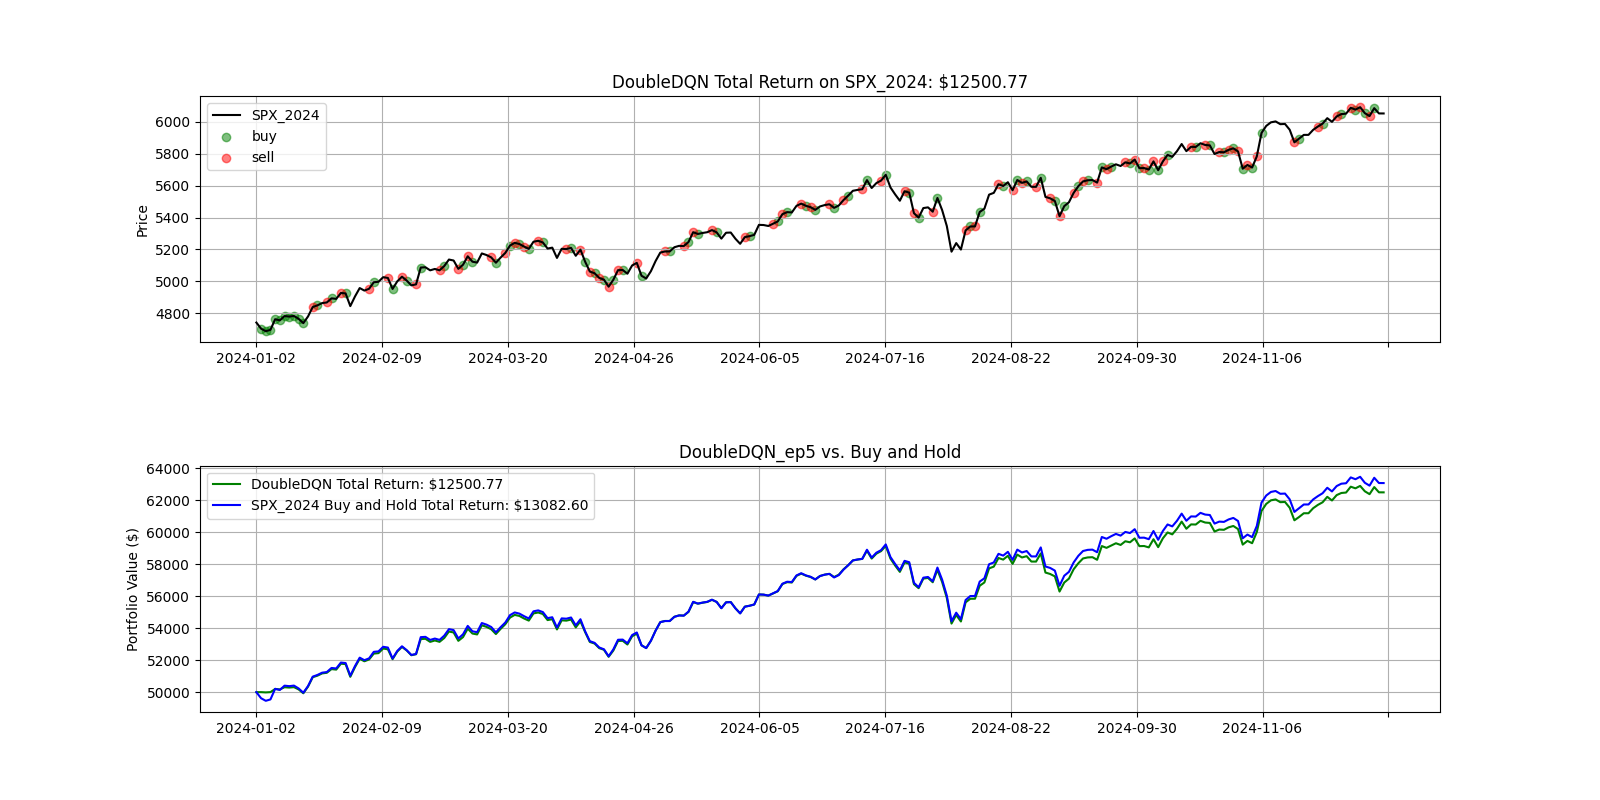 DoubleDQN Total Return on SPX_2024: $12500.77
SPX_2024
buy
sell
Price
6000
5800
5600
5400
5200
5000
4800
2024-01-02 2024-02-09 2024-03-20 2024-04-26 2024-06-05 2024-07-16 2024-08-22 2024-09-30 2024-11-06
DoubleDQN_ep5 vs. Buy and Hold
DoubleDQN Total Return: $12500.77
SPX_2024 Buy and Hold Total Return: $13082.60
Portfolio Value ($)
64000
62000
60000
58000
56000
54000
52000
50000
2024-01-02 2024-02-09 2024-03-20 2024-04-26 2024-06-05 2024-07-16 2024-08-22 2024-09-30 2024-11-06